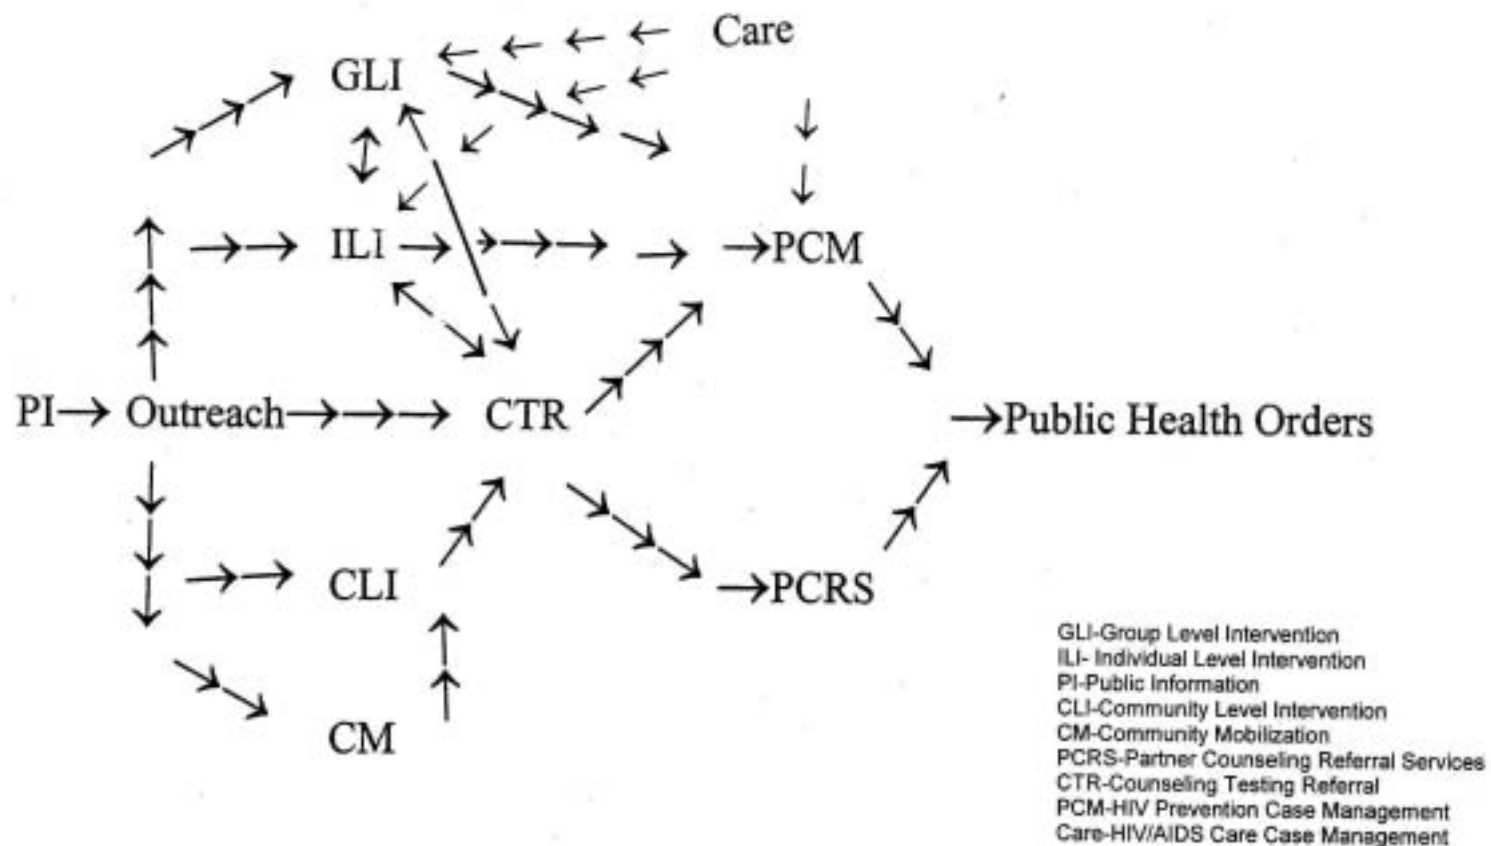 Care
GLI
ILI
PCM
PI
Outreach
CTR
Public Health Orders
CLI
PCRS
CM
GLI-Group Level Intervention
ILI- Individual Level Intervention
PI-Public Information
CLI-Community Level Intervention
CM-Community Mobilization
PCRS-Partner Counseling Referral Services
CTR-Counseling Testing Referral
PCM-HIV Prevention Case Management
Care-HIV/AIDS Care Case Management